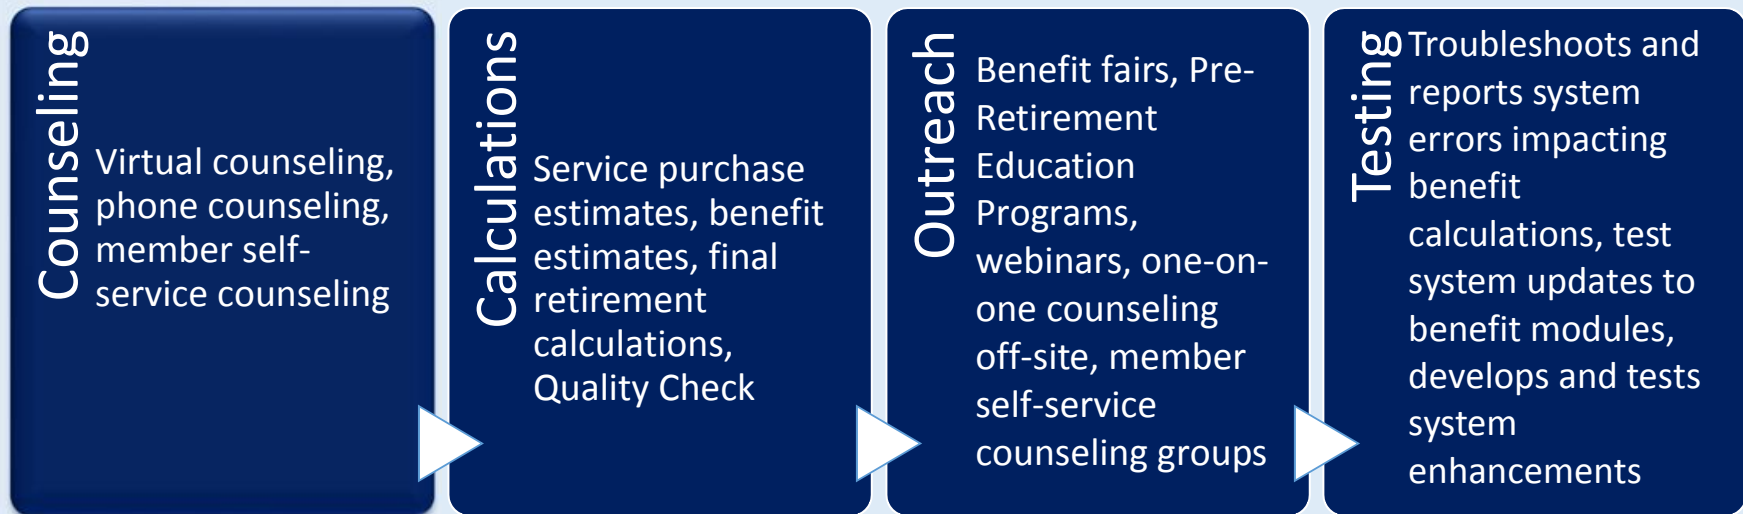 Counseling
Virtual counseling,
phone counseling,
member self-
service counseling
Calculations
Service purchase
estimates, benefit
estimates, final
retirement
calculations,
Quality Check
Outreach
Benefit fairs, Pre-
Retirement
Education
Programs,
webinars, one-on-
one counseling
off-site, member
self-service
counseling groups
Testing
Troubleshoots and
reports system
errors impacting
benefit
calculations, test
system updates to
benefit modules,
develops and tests
system
enhancements